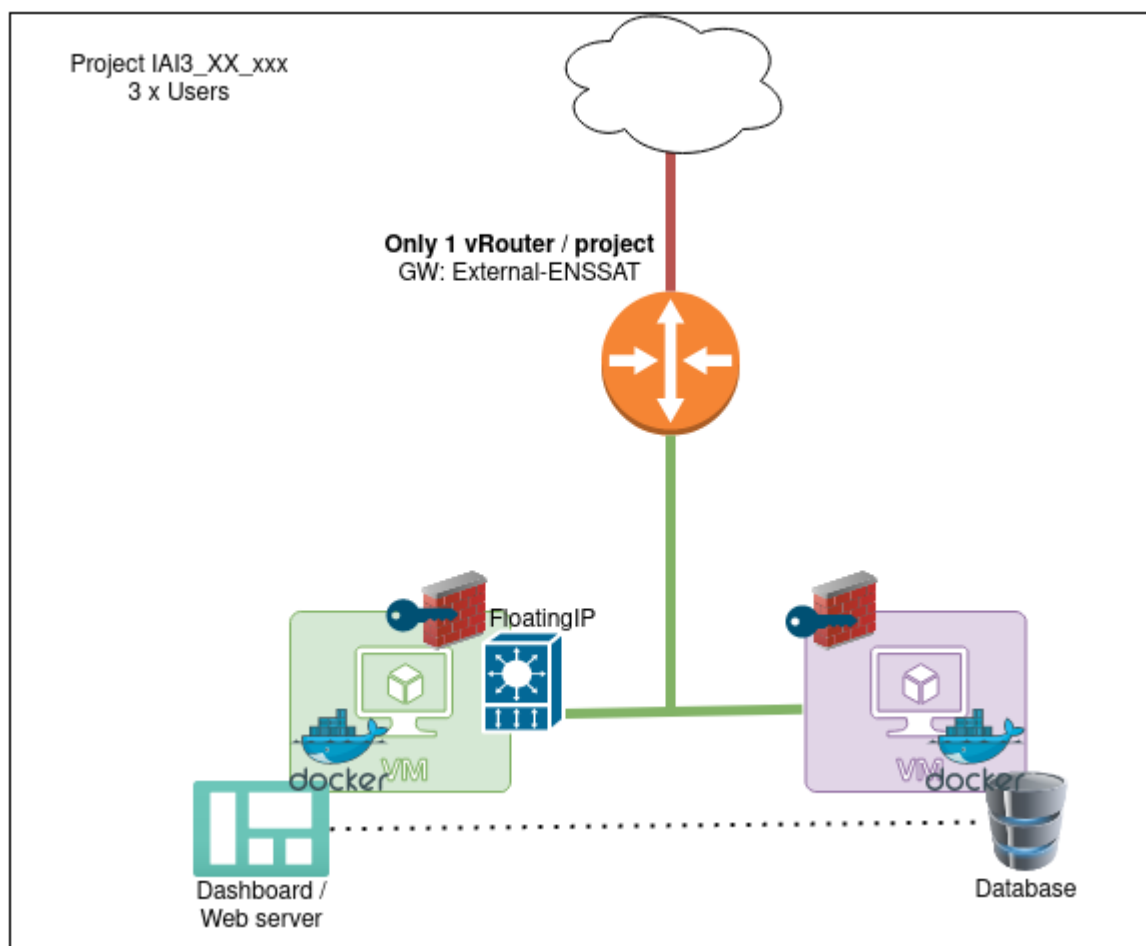 Project IAI3_XX_xxx
3 x Users
Only 1 vRouter / project
GW: External-ENSSAT
FloatingIP
VM
docker
VM
docker
Dashboard /
Web server
Database